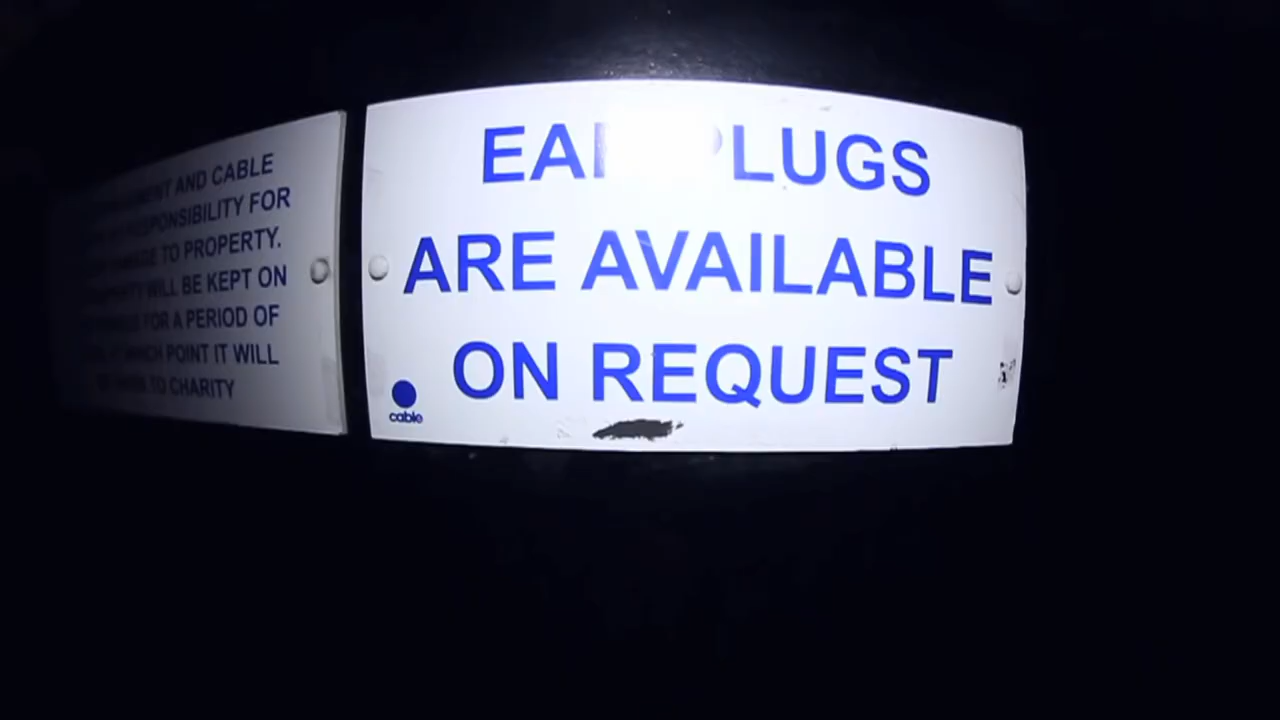 AND CABLE
RESPONSIBILITY FOR
TO PROPERTY.
WILL BE KEPT ON
FOR A PERIOD OF
POINT IT WILL
TO CHARITY
EAR PLUGS
ARE AVAILABLE
ON REQUEST
cable